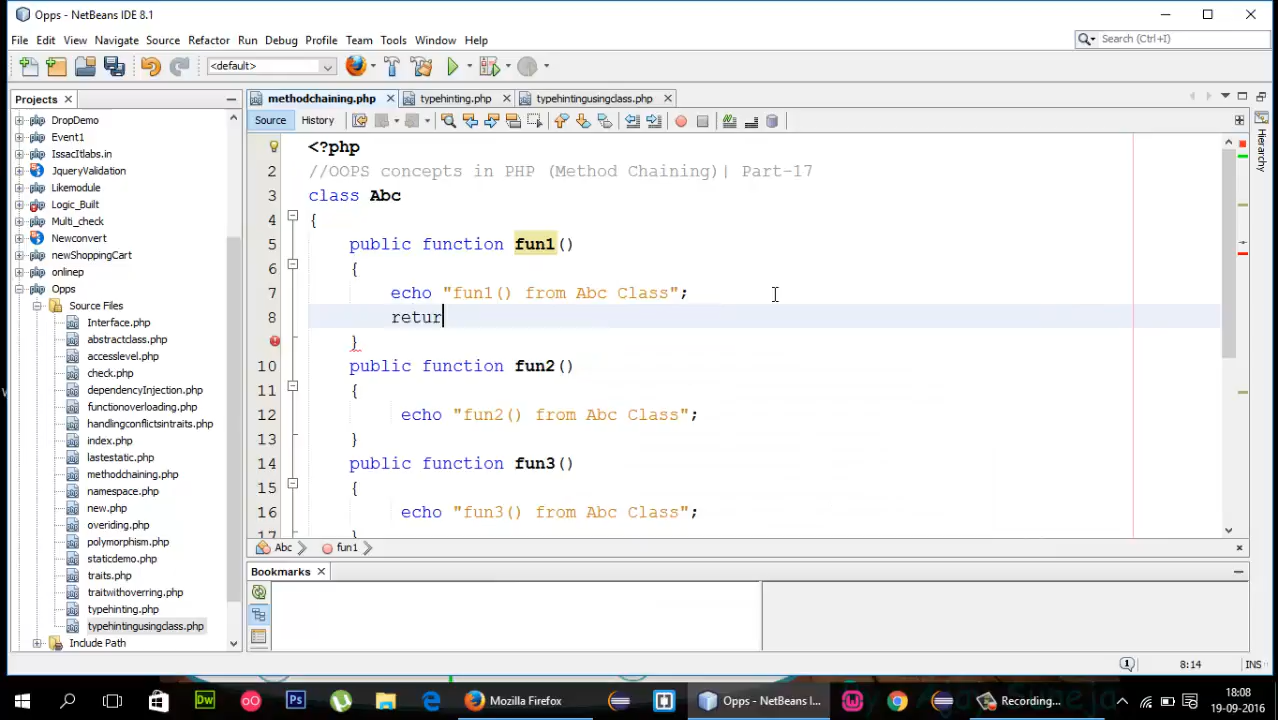 Opps - NetBeans IDE 8.1
File Edit View Navigate Source Refactor Run Debug Profile Team Tools Window Help
Search (Ctrl+I)
<default>
Projects
methodchaining.php typehinting.php typehintingusingclass.php
DropDemo
Event1
IssacItlabs.in
JqueryValidation
Likemodule
Logic_Built
Multi_check
Newconvert
newShoppingCart
onlinep
Opps
Source Files
Interface.php
abstractclass.php
accesslevel.php
check.php
dependencyInjection.php
functionoverloading.php
handlingconflictsintraits.php
index.php
lastestatic.php
methodchaining.php
namespace.php
new.php
overiding.php
polymorphism.php
staticdemo.php
traits.php
traitwithoverring.php
typehinting.php
typehintingusingclass.php
Include Path
Source History
<?php
2 //OOPS concepts in PHP (Method Chaining)| Part-17
3 class Abc
4 {
5 public function fun1()
6 {
7 echo "fun1() from Abc Class";
8 retur
}
10 public function fun2()
11 {
12 echo "fun2() from Abc Class";
13 }
14 public function fun3()
15 {
16 echo "fun3() from Abc Class";
17 }
Abc fun1
Bookmarks
History
1 8:14 INS
Dw Ps Mozilla Firefox Opps - NetBeans I... Recording...
18:08
19-09-2016